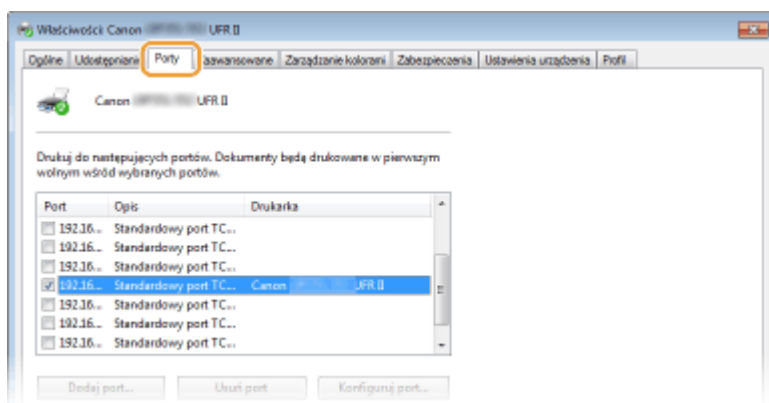 Właściwości: Canon UFR II
Ogólne Udostępnianie Porty Zaawansowane Zarządzanie kolorami Zabezpieczenia Ustawienia urządzenia Profil
Canon UFR II
Drukuj do następujących portów. Dokumenty będą drukowane w pierwszym
wolnym wśród wybranych portów.
Port Opis Drukarka
192.16... Standardowy port TC...
192.16... Standardowy port TC...
192.16... Standardowy port TC...
192.16... Standardowy port TC... Canon UFR II
192.16... Standardowy port TC...
192.16... Standardowy port TC...
192.16... Standardowy port TC...
Dodaj port... Usuń port Konfiguruj port...